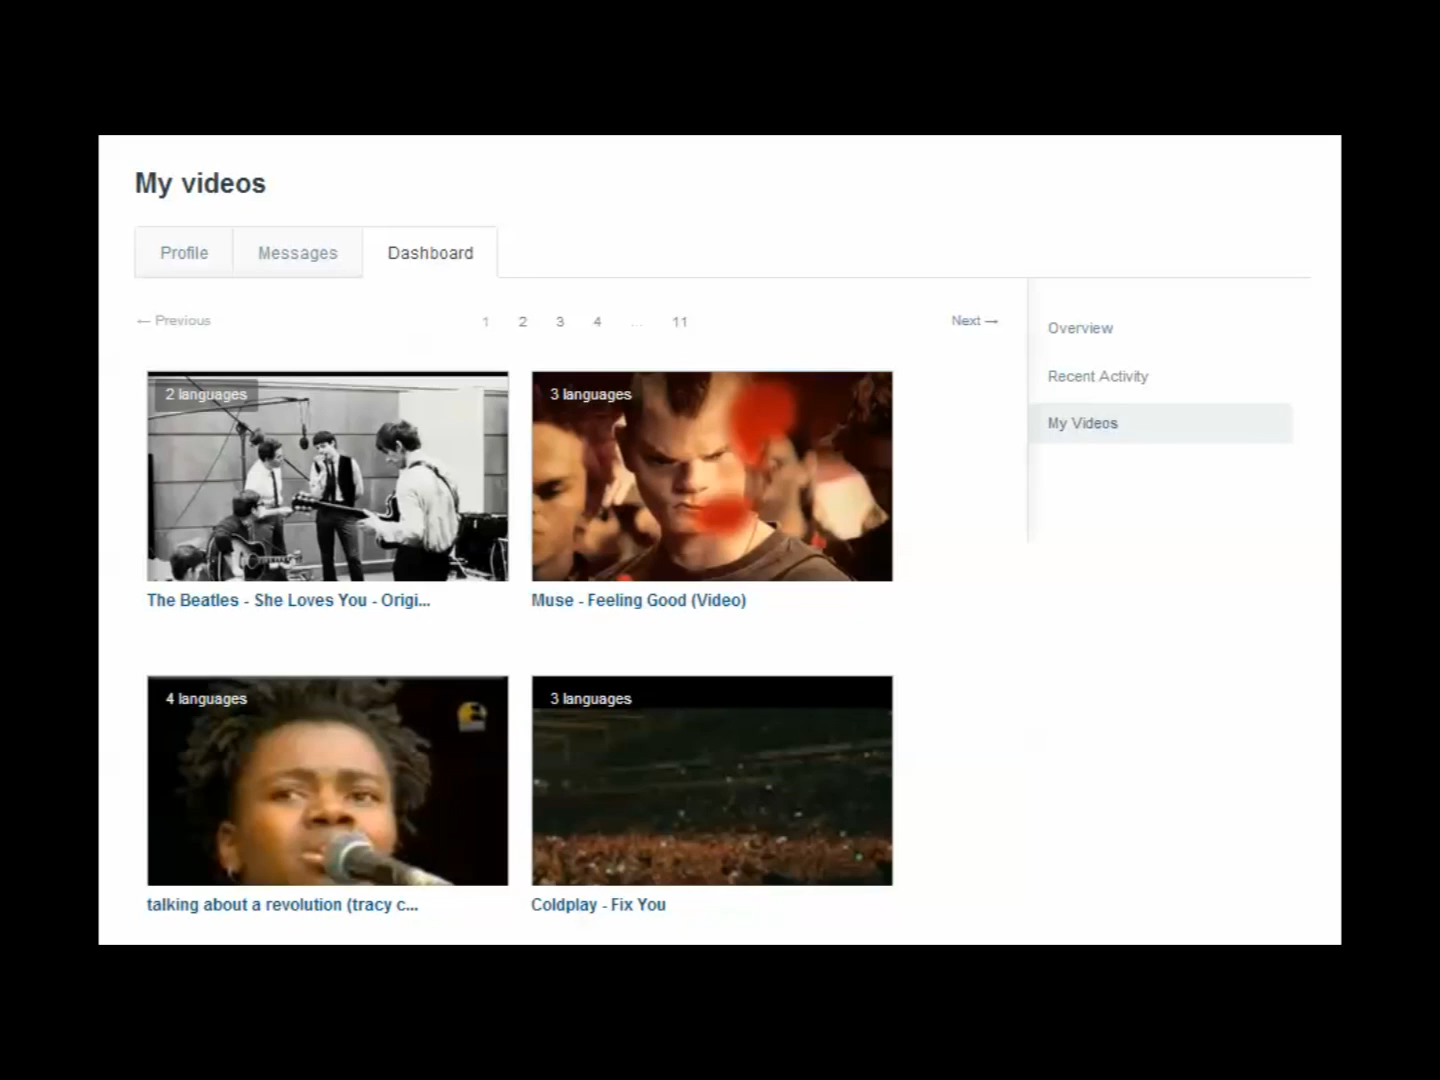 My videos
Profile Messages Dashboard
← Previous 1 2 3 4 ... 11 Next →
Overview
Recent Activity
My Videos
2 languages
3 languages
The Beatles - She Loves You - Origi...
Muse - Feeling Good (Video)
4 languages
3 languages
talking about a revolution (tracy c...
Coldplay - Fix You